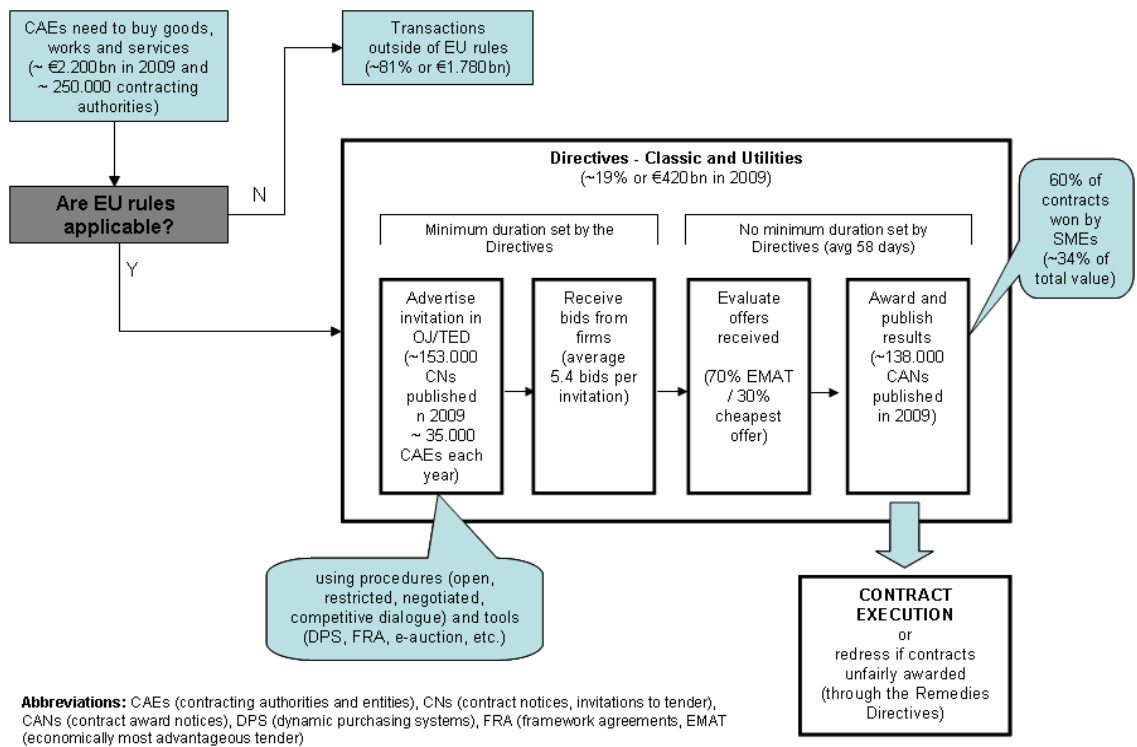 CAEs need to buy goods,
works and services
(~ €2.200bn in 2009 and
~ 250.000 contracting
authorities)
Transactions
outside of EU rules
(~81% or €1.780bn)
Are EU rules
applicable?
N
Y
Directives - Classic and Utilities
(~19% or €420bn in 2009)
Minimum duration set by the
Directives
No minimum duration set by
Directives (avg 58 days)
Advertise
invitation in
OJ/TED
(~153.000
CNs
published
n 2009
~ 35.000
CAEs each
year)
Receive
bids from
firms
(average
5.4 bids per
invitation)
Evaluate
offers
received
(70% EMAT
/ 30%
cheapest
offer)
Award and
publish
results
(~138.000
CANs
published
in 2009)
60% of
contracts
won by
SMEs
(~34% of
total value)
using procedures (open,
restricted, negotiated,
competitive dialogue) and tools
(DPS, FRA, e-auction, etc.)
CONTRACT
EXECUTION
or
redress if contracts
unfairly awarded
(through the Remedies
Directives)
Abbreviations: CAEs (contracting authorities and entities), CNs (contract notices, invitations to tender),
CANs (contract award notices), DPS (dynamic purchasing systems), FRA (framework agreements, EMAT
(economically most advantageous tender)